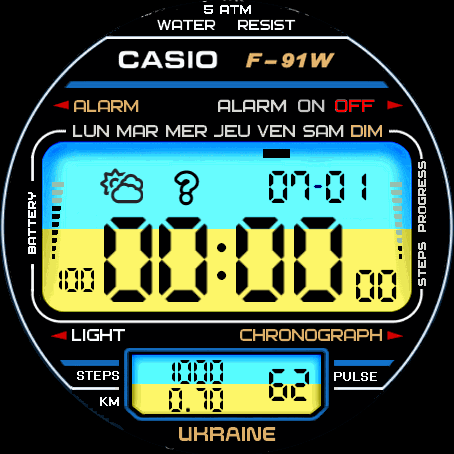 5 ATM
WATER RESIST
CASIO F-91W
ALARM ALARM ON OFF
LUN MAR MER JEU VEN SAM DIM
? 07-01
BATTERY
STEPS PROGRESS
100 00:00 00
LIGHT CHRONOGRAPH
STEPS 1000 62 PULSE
KM 0.70
UKRAINE